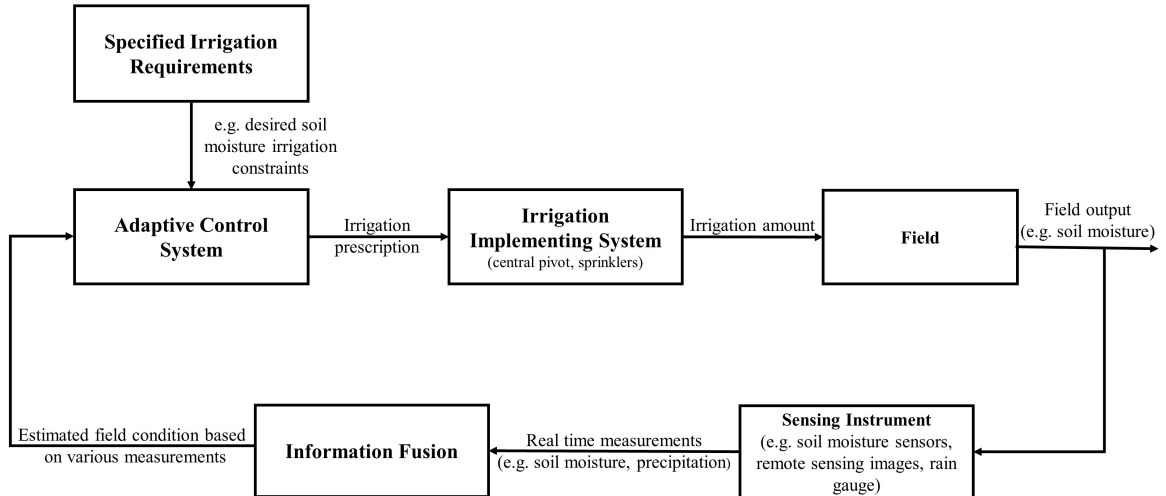 Specified Irrigation
Requirements
e.g. desired soil
moisture irrigation
constraints
Adaptive Control
System
Irrigation
prescription
Irrigation
Implementing System
(central pivot, sprinklers)
Irrigation amount
Field
Field output
(e.g. soil moisture)
Sensing Instrument
(e.g. soil moisture sensors,
remote sensing images, rain
gauge)
Real time measurements
(e.g. soil moisture, precipitation)
Information Fusion
Estimated field condition based
on various measurements